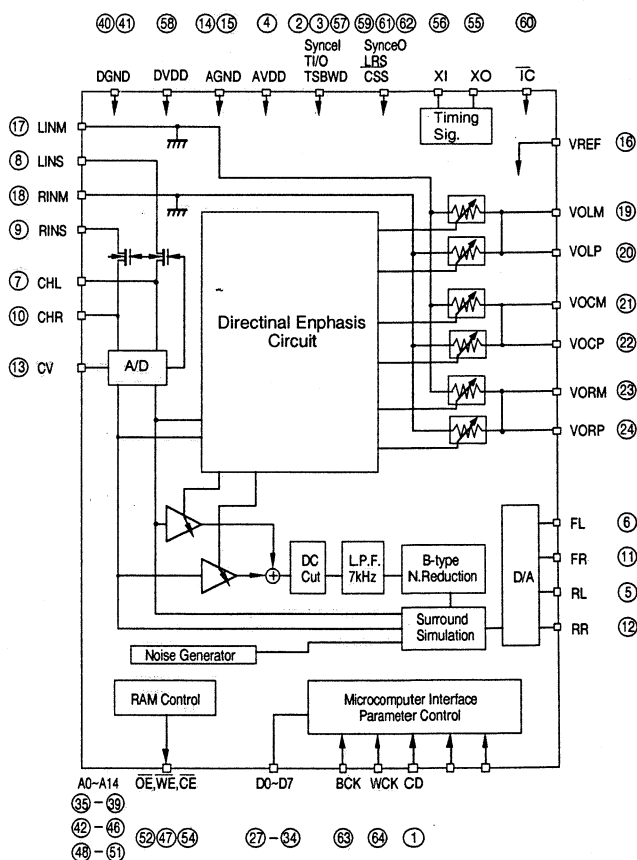 40 41 58 14 15 4 2 3 57 59 61 62 56 55 60
SynceI SynceO
TI/O LRS
DGND DVDD AGND AVDD TSBWD CSS XI XO IC
Timing
Sig.
17 LINM
VREF 16
8 LINS
18 RINM
VOLM 19
9 RINS
VOLP 20
7 CHL
VOCM 21
10 CHR
Directinal Enphasis
Circuit
VOCP 22
13 CV
A/D
VORM 23
VORP 24
FL 6
DC
Cut
L.P.F.
7kHz
B-type
N.Reduction
FR 11
D/A
RL 5
Surround
Simulation
RR 12
Noise Generator
RAM Control
Microcomputer Interface
Parameter Control
A0~A14 OE,WE,CE D0~D7 BCK WCK CD
35 – 39
42 – 46 52 47 54 27 – 34 63 64 1
48 – 51